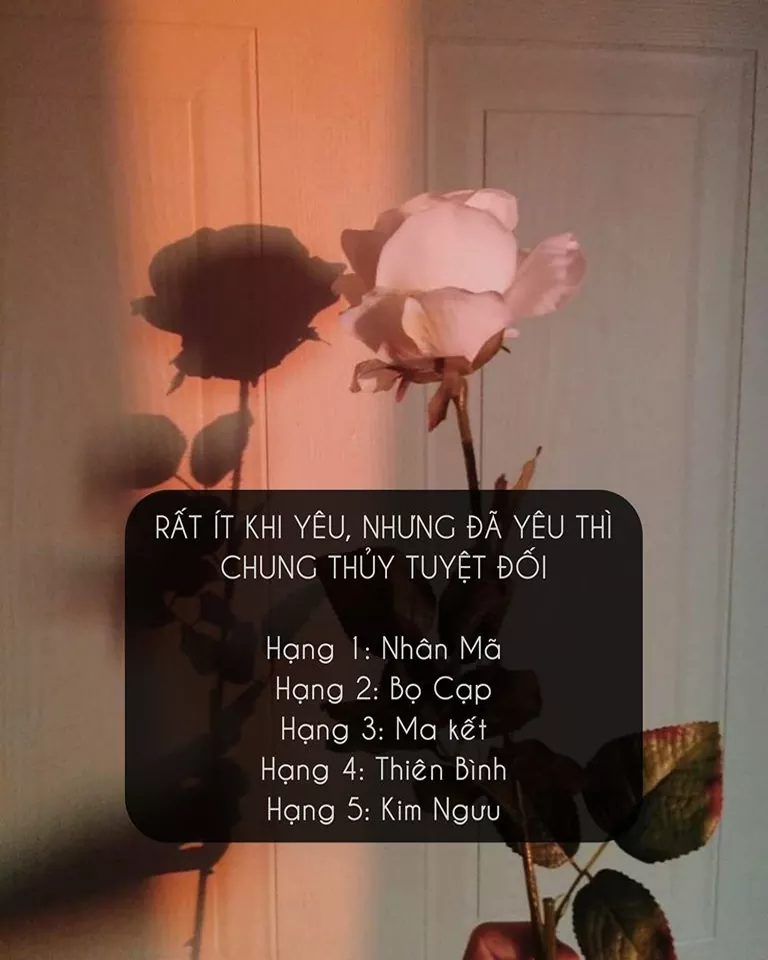 RẤT ÍT KHI YÊU, NHƯNG ĐÃ YÊU THÌ
CHUNG THỦY TUYỆT ĐỐI
Hạng 1: Nhân Mã
Hạng 2: Bọ Cạp
Hạng 3: Ma kết
Hạng 4: Thiên Bình
Hạng 5: Kim Ngưu